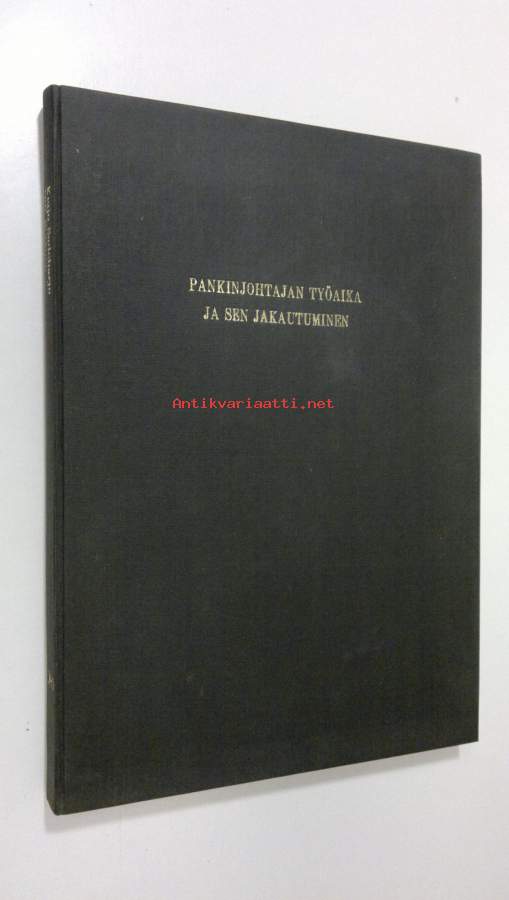 PANKINJOHTAJAN TYÖAIKA
JA SEN JAKAUTUMINEN
Antikvariaatti.net